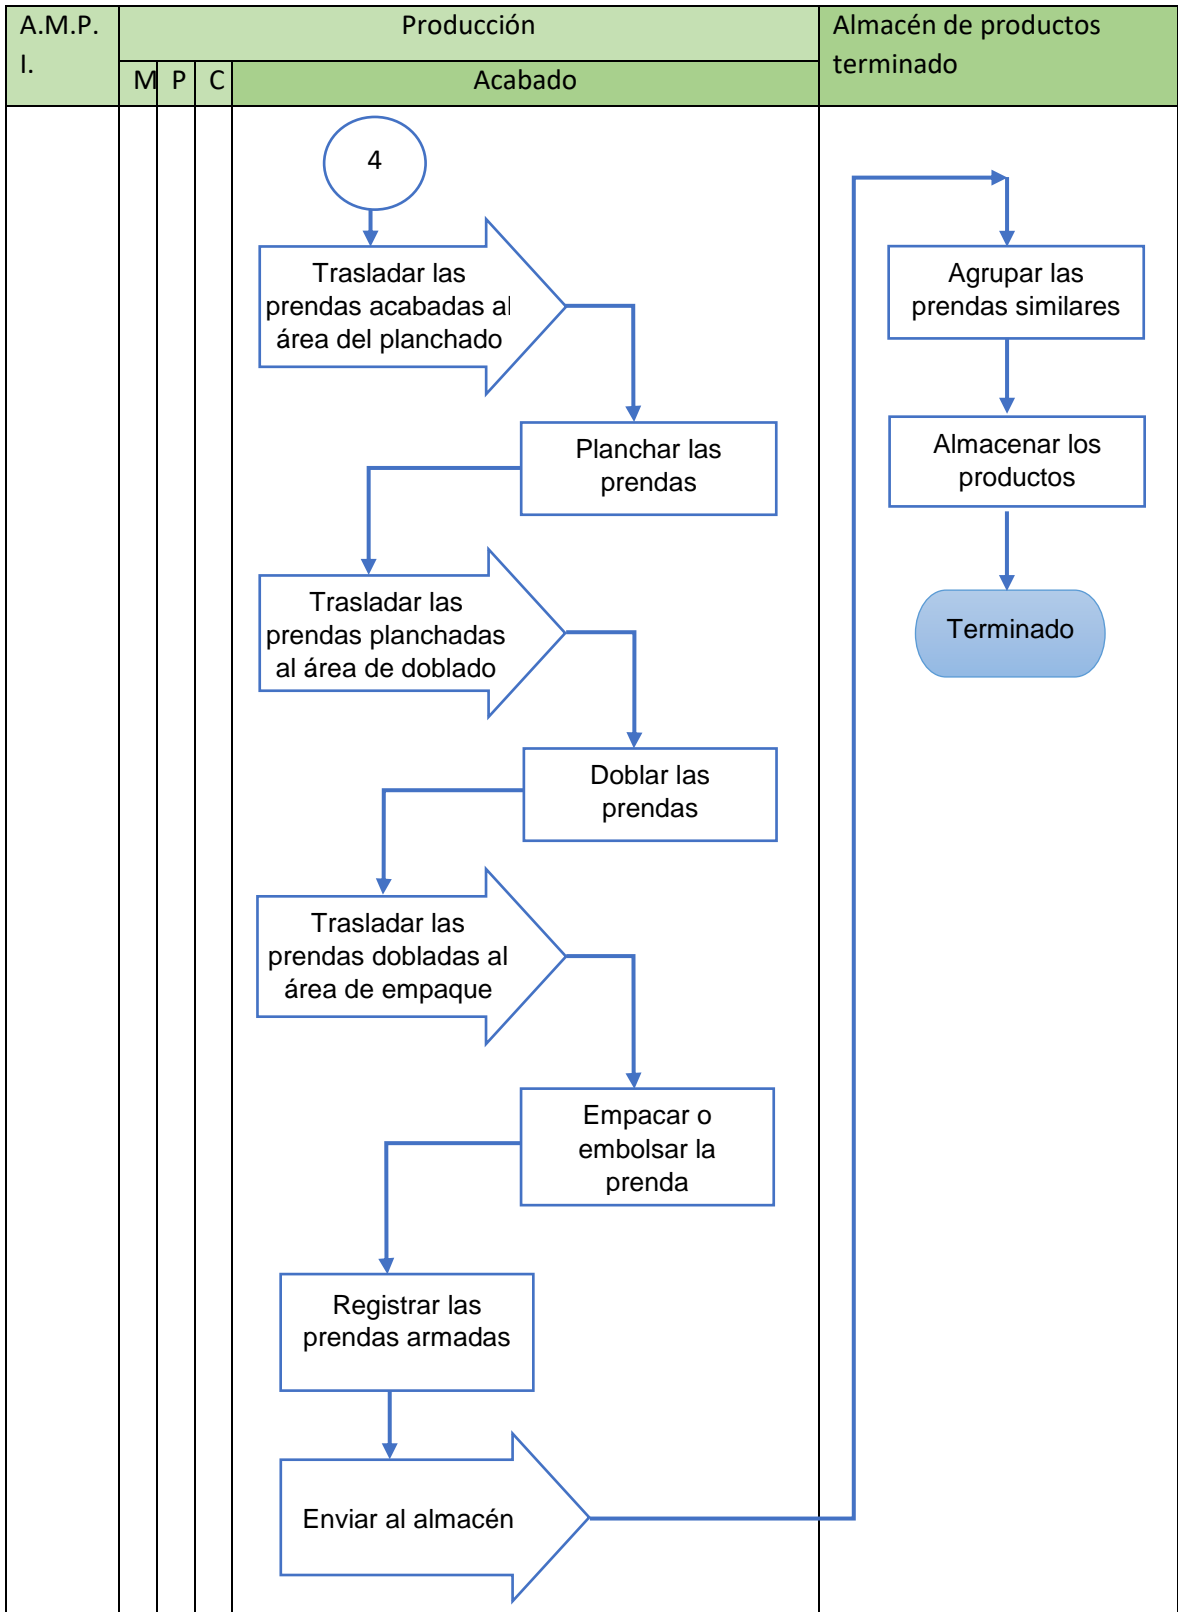 A.M.P.
I.
Producción
Almacén de productos
terminado
M
P
C
Acabado
4
Trasladar las
prendas acabadas al
área del planchado
Planchar las
prendas
Trasladar las
prendas planchadas
al área de doblado
Doblar las
prendas
Trasladar las
prendas dobladas al
área de empaque
Empacar o
embolsar la
prenda
Registrar las
prendas armadas
Enviar al almacén
Agrupar las
prendas similares
Almacenar los
productos
Terminado